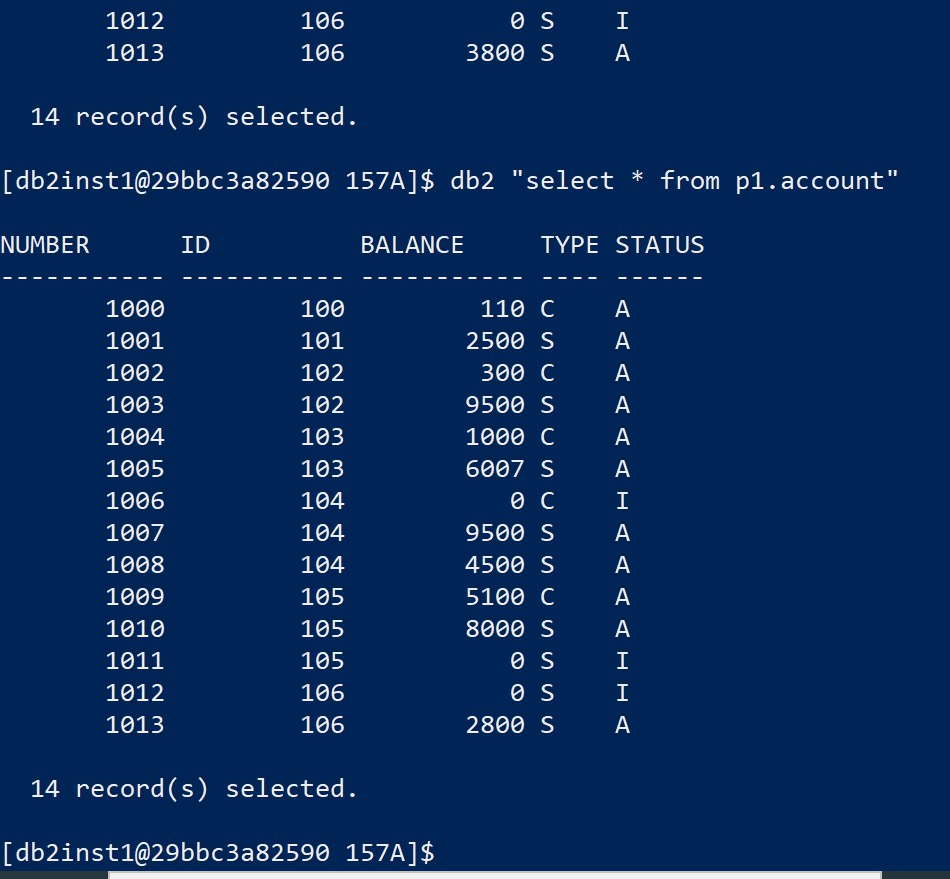 1012 106 0 S I
1013 106 3800 S A
14 record(s) selected.
[db2inst1@29bbc3a82590 157A]$ db2 "select * from p1.account"
NUMBER ID BALANCE TYPE STATUS
----------- ----------- ----------- ---- ------
1000 100 110 C A
1001 101 2500 S A
1002 102 300 C A
1003 102 9500 S A
1004 103 1000 C A
1005 103 6007 S A
1006 104 0 C I
1007 104 9500 S A
1008 104 4500 S A
1009 105 5100 C A
1010 105 8000 S A
1011 105 0 S I
1012 106 0 S I
1013 106 2800 S A
14 record(s) selected.
[db2inst1@29bbc3a82590 157A]$